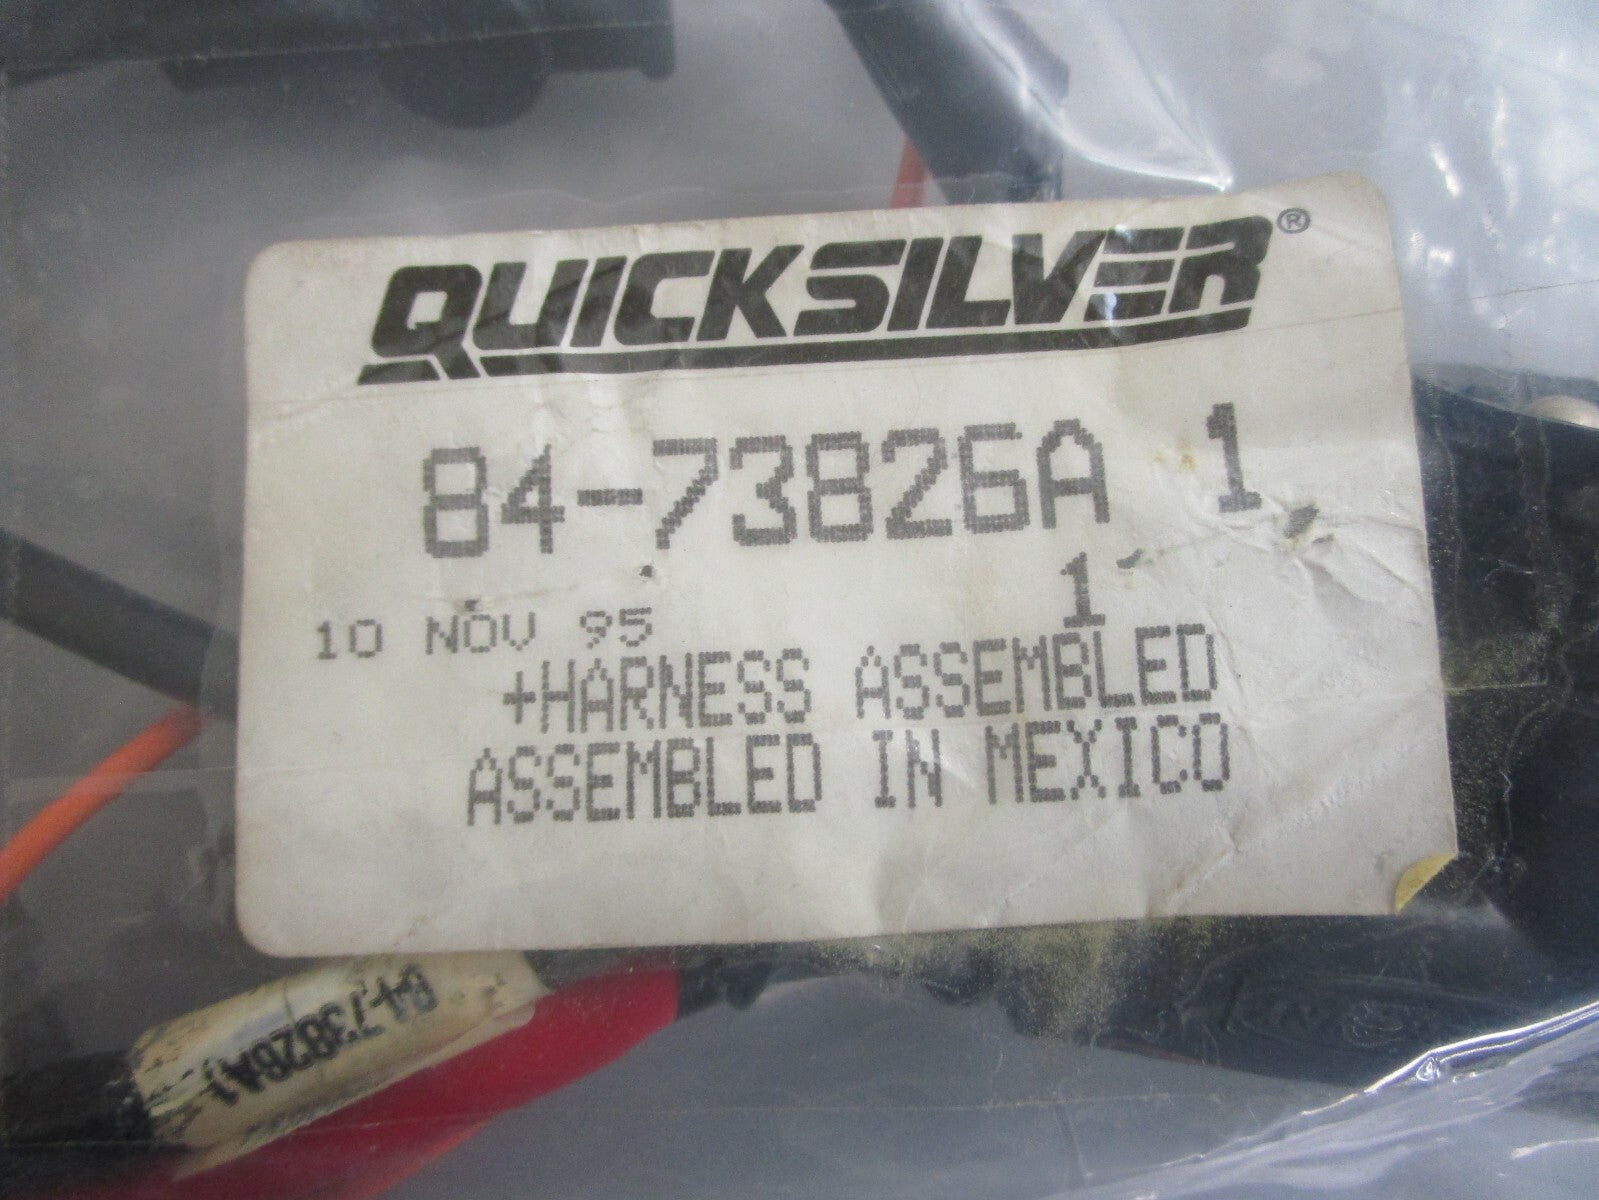 QUICKSILVER®
84-73826A 1
1
10 NOV 95
+HARNESS ASSEMBLED
ASSEMBLED IN MEXICO
84-73826A1